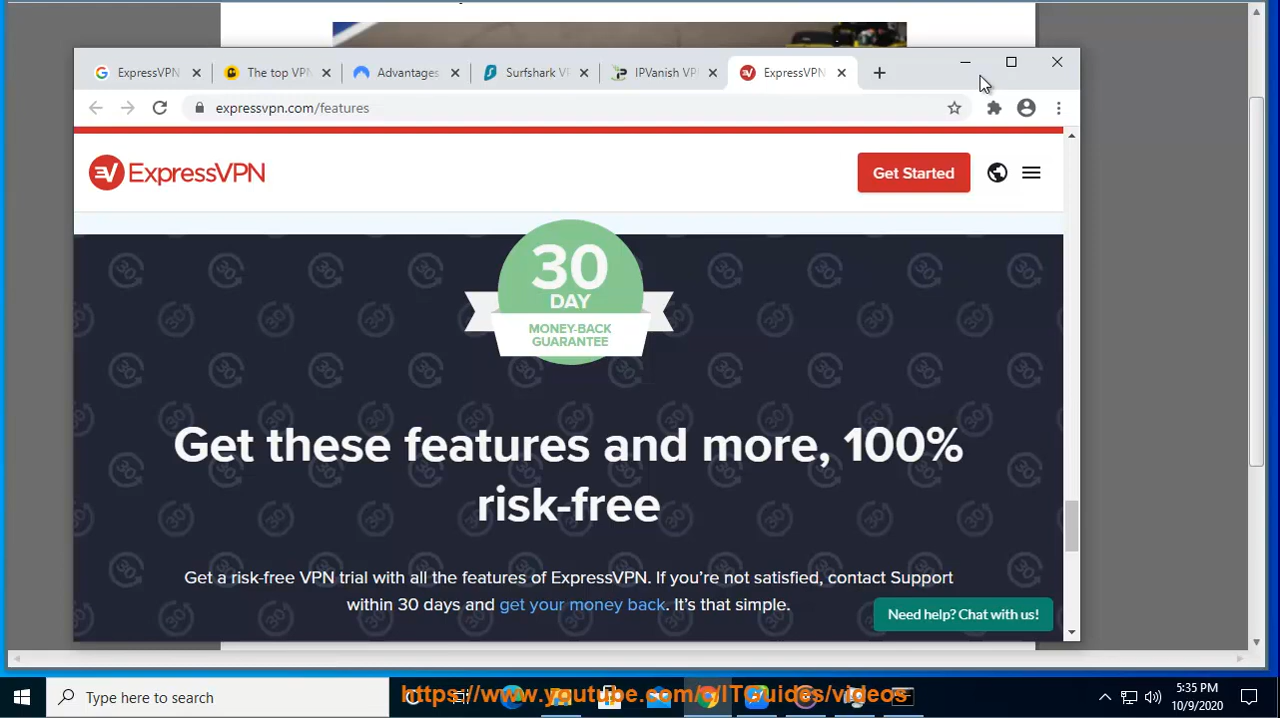 ExpressVPN
The top VPN
Advantages
Surfshark VP
IPVanish VP
ExpressVPN
expressvpn.com/features
ExpressVPN
Get Started
30
DAY
MONEY-BACK
GUARANTEE
Get these features and more, 100%
risk-free
Get a risk-free VPN trial with all the features of ExpressVPN. If you're not satisfied, contact Support
within 30 days and get your money back. It's that simple.
Need help? Chat with us!
Type here to search
https://www.youtube.com/c/ITGuides/videos
5:35 PM
10/9/2020